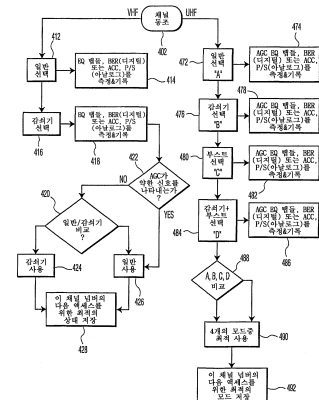 VHF
채널
동조
UHF
402
412
일반
선택
EQ 탭들, BER(디지털)
또는 ACC, P/S
(아날로그)를
측정&기록
414
감쇠기
선택
416
EQ 탭들, BER(디지털)
또는 ACC, P/S
(아날로그)를
측정&기록
418
422
AGC가
약한 신호를
나타내는가
?
NO
YES
420
일반/감쇠기
비교
?
감쇠기
사용
424
일반
사용
426
이 채널 넘버의
다음 액세스를
위한 최적의
상태 저장
428
472
일반
선택
"A"
474
AGC EQ 탭들, BER
(디지털) 또는 ACC,
P/S(아날로그)를
측정&기록
476
감쇠기
선택
"B"
478
AGC EQ 탭들, BER
(디지털) 또는 ACC,
P/S(아날로그)를
측정&기록
480
부스트
선택
"C"
AGC EQ 탭들, BER
(디지털) 또는 ACC,
P/S(아날로그)를
측정&기록
482
감쇠기+
부스트
선택
"D"
484
AGC EQ 탭들, BER
(디지털) 또는 ACC,
P/S(아날로그)를
측정&기록
486
488
A, B, C, D
비교
4개의 모드중
최적 사용
490
이 채널 넘버의
다음 액세스를
위한 최적의
모드 저장
492